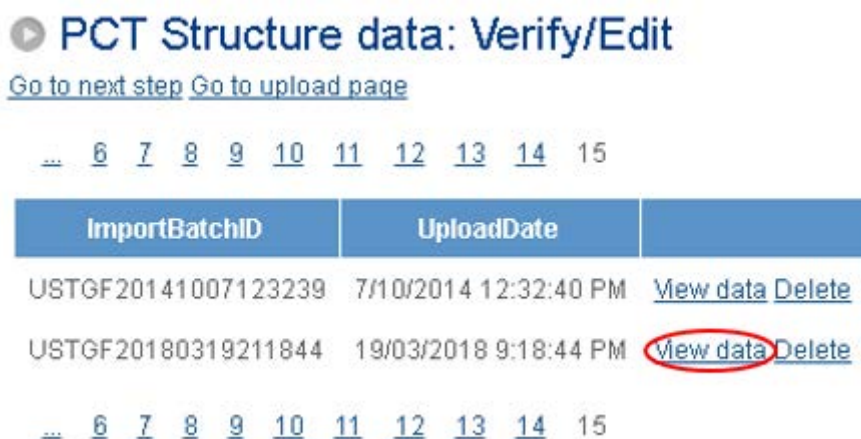 PCT Structure data: Verify/Edit
Go to next step Go to upload page
... 6 7 8 9 10 11 12 13 14 15
ImportBatchID UploadDate
USTGF20141007123239 7/10/2014 12:32:40 PM View data Delete
USTGF20180319211844 19/03/2018 9:18:44 PM View data Delete
... 6 7 8 9 10 11 12 13 14 15